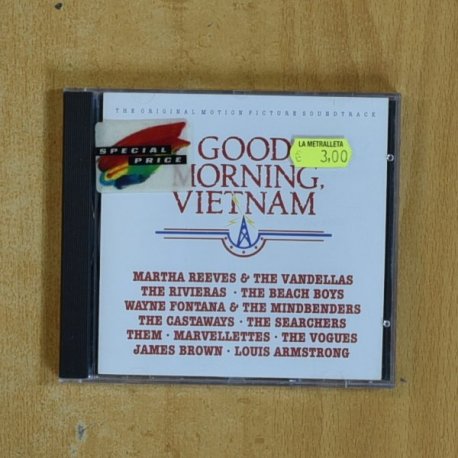 THE ORIGINAL MOTION PICTURE SOUNDTRACK
SPECIAL
PRICE
LA METRALLETA
€ 3,00
GOOD
MORNING,
VIETNAM
MARTHA REEVES & THE VANDELLAS
THE RIVIERAS · THE BEACH BOYS
WAYNE FONTANA & THE MINDBENDERS
THE CASTAWAYS · THE SEARCHERS
THEM · MARVELLETTES · THE VOGUES
JAMES BROWN · LOUIS ARMSTRONG